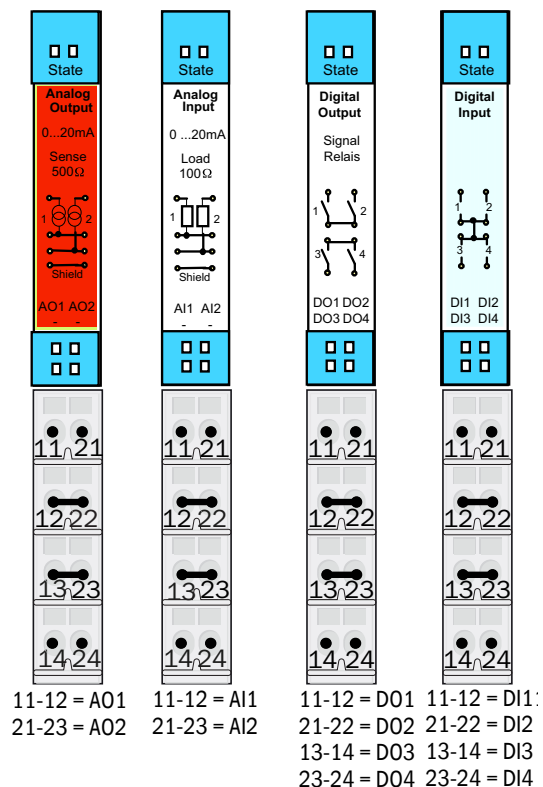 State
Analog
Output
0...20mA
Sense
500Ω
1 2
Shield
AO1 AO2
- -
11 21
12 22
13 23
14 24
11-12 = AO1
21-23 = AO2
State
Analog
Input
0 ...20mA
Load
100Ω
1 2
Shield
AI1 AI2
- -
11 21
12 22
13 23
14 24
11-12 = AI1
21-23 = AI2
State
Digital
Output
Signal
Relais
1 2
3 4
DO1 DO2
DO3 DO4
11 21
12 22
13 23
14 24
11-12 = DO1
21-22 = DO2
13-14 = DO3
23-24 = DO4
State
Digital
Input
1 2
3 4
DI1 DI2
DI3 DI4
11 21
12 22
13 23
14 24
11-12 = DI11
21-22 = DI2
13-14 = DI3
23-24 = DI4